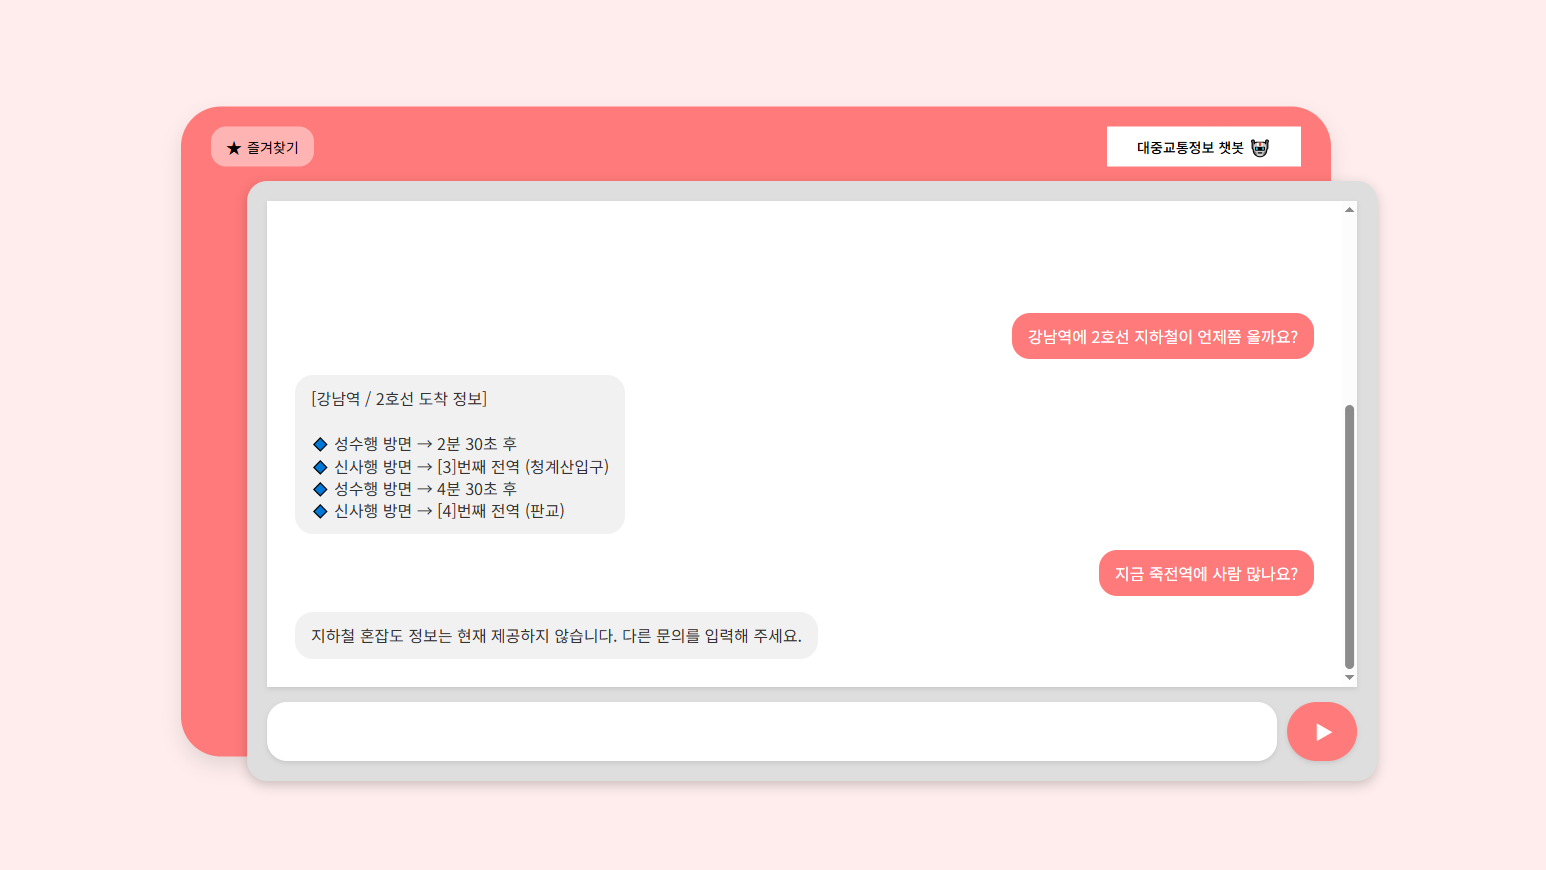 ★ 즐겨찾기
대중교통정보 챗봇
강남역에 2호선 지하철이 언제쯤 올까요?
[강남역 / 2호선 도착 정보]
🔷 성수행 방면 → 2분 30초 후
🔷 신사행 방면 → [3]번째 전역 (청계산입구)
🔷 성수행 방면 → 4분 30초 후
🔷 신사행 방면 → [4]번째 전역 (판교)
지금 죽전역에 사람 많나요?
지하철 혼잡도 정보는 현재 제공하지 않습니다. 다른 문의를 입력해 주세요.